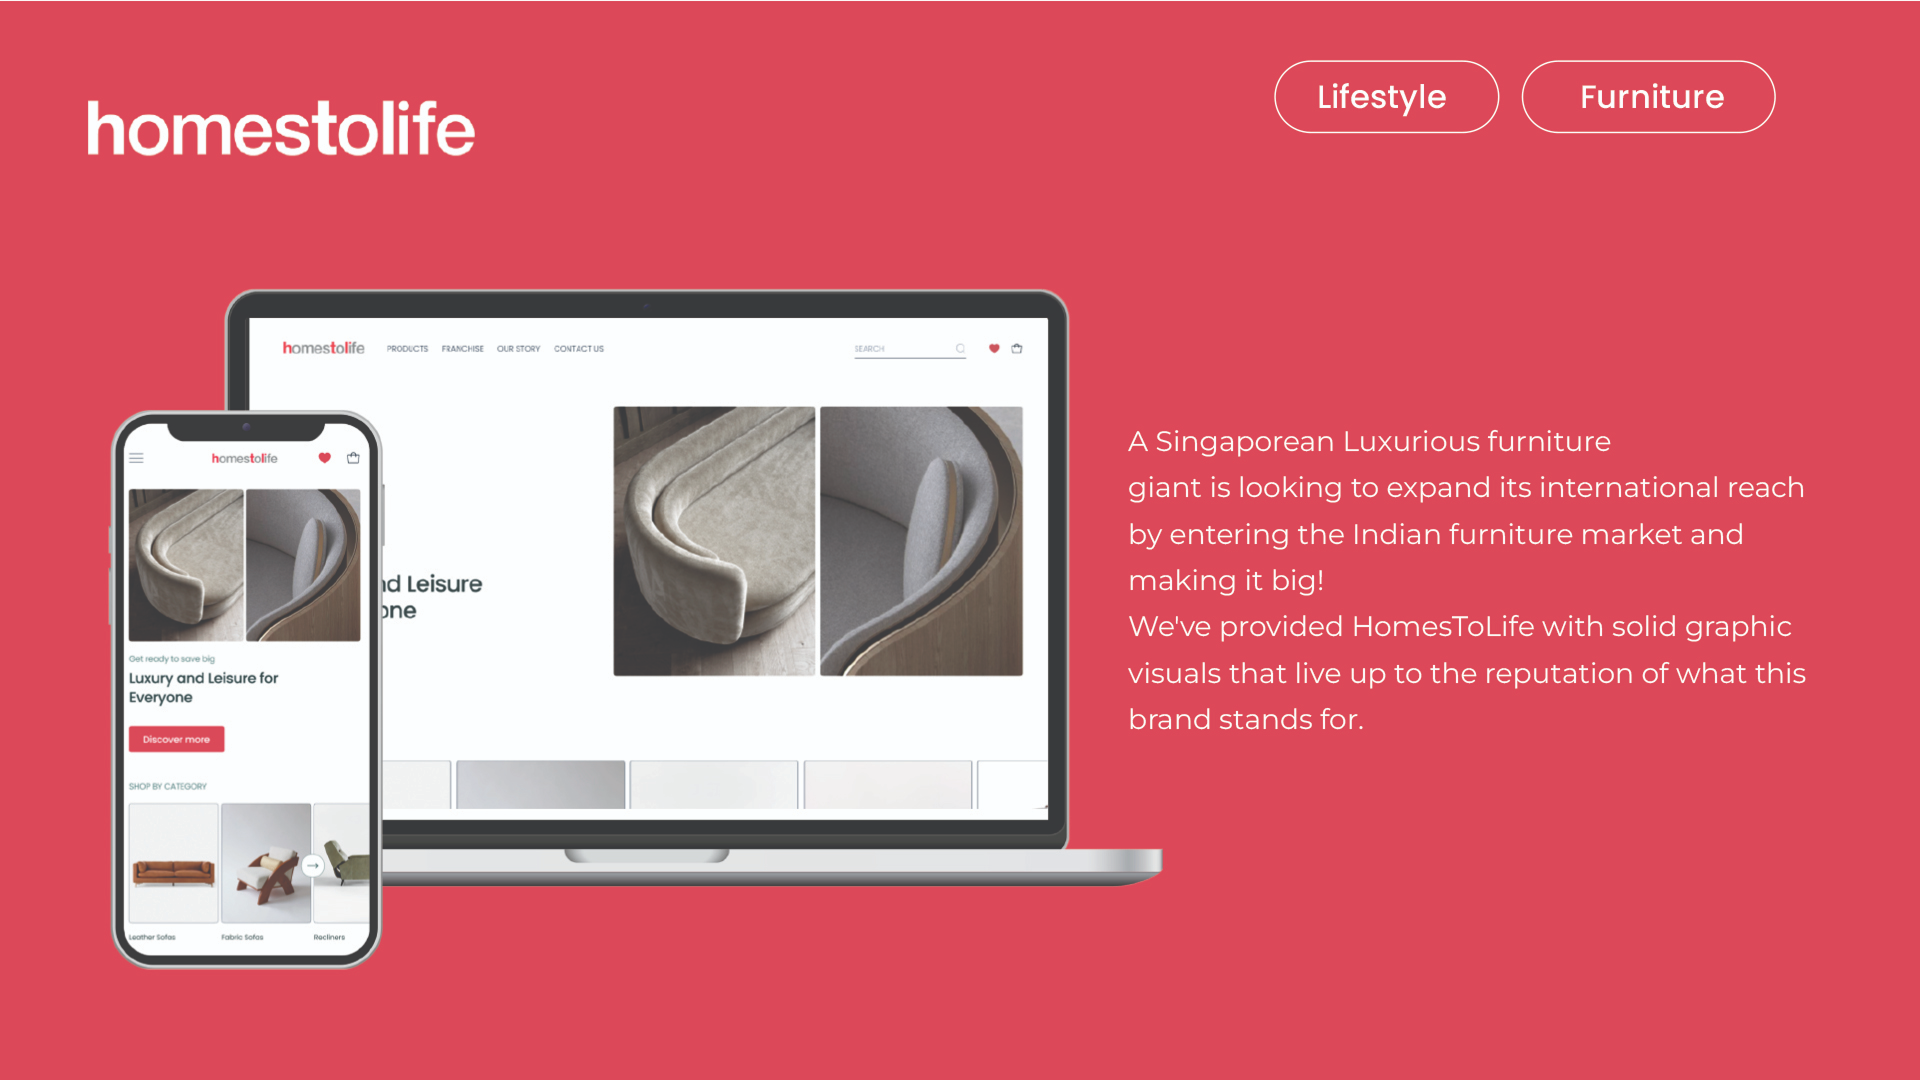 homestolife
Lifestyle
Furniture
homestolife
PRODUCTS
FRANCHISE
OUR STORY
CONTACT US
SEARCH
d Leisure
one
homestolife
Get ready to save big
Luxury and Leisure for
Everyone
Discover more
SHOP BY CATEGORY
Leather Sofas
Fabric Sofas
Recliners
A Singaporean Luxurious furniture
giant is looking to expand its international reach
by entering the Indian furniture market and
making it big!
We've provided HomesToLife with solid graphic
visuals that live up to the reputation of what this
brand stands for.